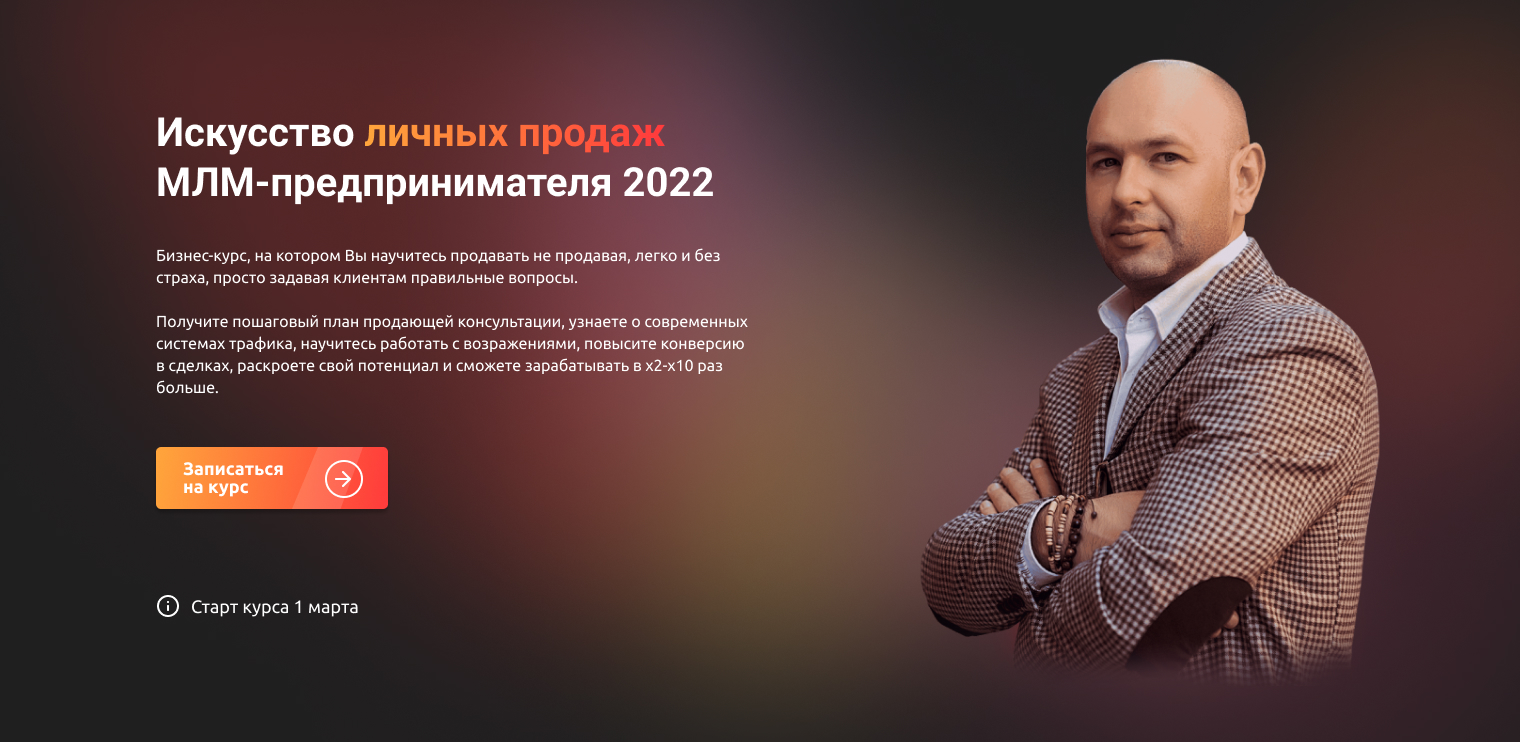 Искусство личных продаж
МЛМ-предпринимателя 2022
Бизнес-курс, на котором Вы научитесь продавать не продавая, легко и без
страха, просто задавая клиентам правильные вопросы.
Получите пошаговый план продающей консультации, узнаете о современных
системах трафика, научитесь работать с возражениями, повысите конверсию
в сделках, раскроете свой потенциал и сможете зарабатывать в x2-x10 раз
больше.
Записаться
на курс
Старт курса 1 марта